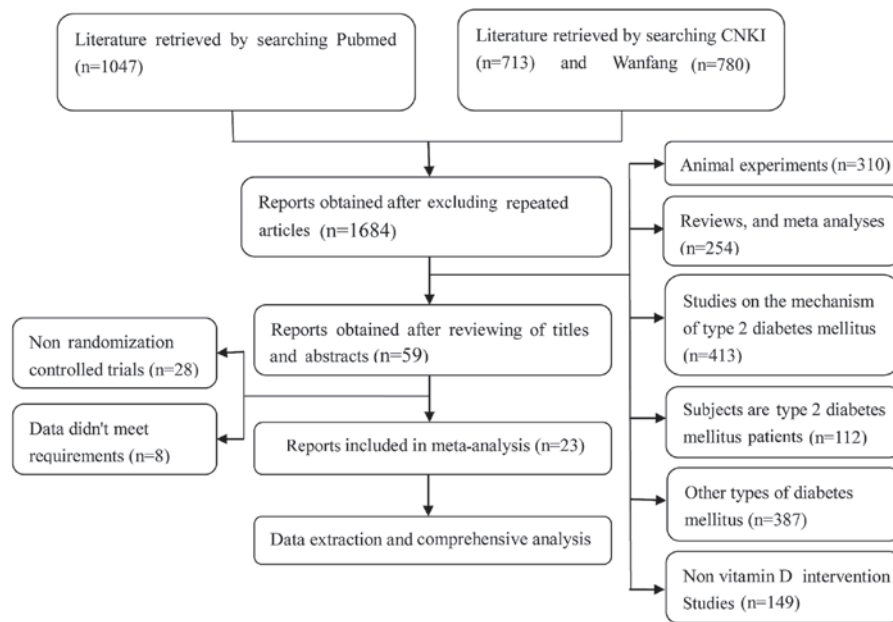 Literature retrieved by searching Pubmed
(n=1047)
Literature retrieved by searching CNKI
(n=713) and Wanfang (n=780)
Reports obtained after excluding repeated
articles (n=1684)
Animal experiments (n=310)
Reviews, and meta analyses
(n=254)
Studies on the mechanism
of type 2 diabetes mellitus
(n=413)
Subjects are type 2 diabetes
mellitus patients (n=112)
Other types of diabetes
mellitus (n=387)
Non vitamin D intervention
Studies (n=149)
Reports obtained after reviewing of titles
and abstracts (n=59)
Non randomization
controlled trials (n=28)
Data didn't meet
requirements (n=8)
Reports included in meta-analysis (n=23)
Data extraction and comprehensive analysis